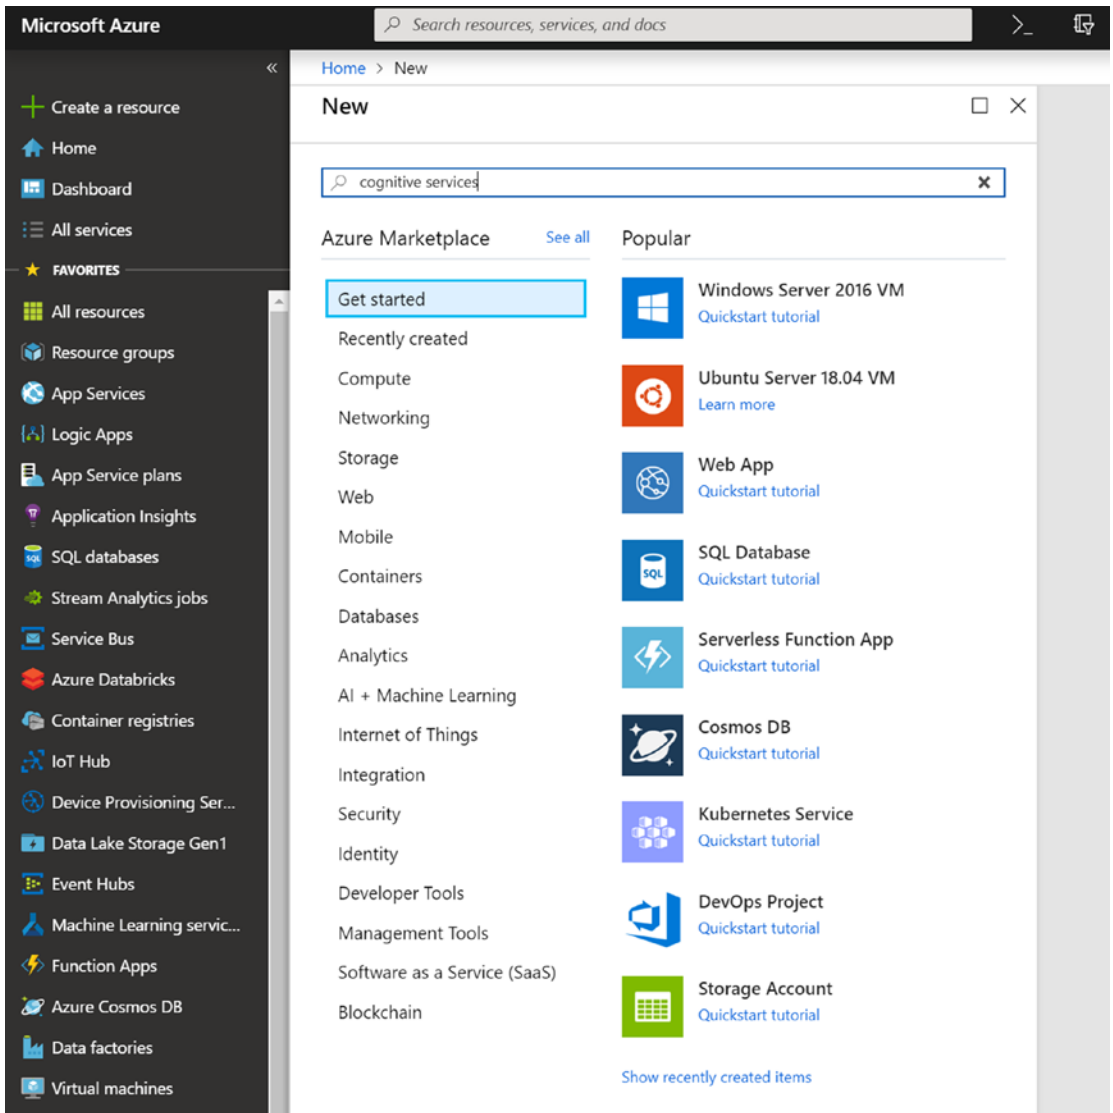 Microsoft Azure
Search resources, services, and docs
«
Create a resource
Home
Dashboard
All services
FAVORITES
All resources
Resource groups
App Services
Logic Apps
App Service plans
Application Insights
SQL databases
Stream Analytics jobs
Service Bus
Azure Databricks
Container registries
IoT Hub
Device Provisioning Ser...
Data Lake Storage Gen1
Event Hubs
Machine Learning servic...
Function Apps
Azure Cosmos DB
Data factories
Virtual machines
Home > New
New
cognitive services
Azure Marketplace See all
Get started
Recently created
Compute
Networking
Storage
Web
Mobile
Containers
Databases
Analytics
AI + Machine Learning
Internet of Things
Integration
Security
Identity
Developer Tools
Management Tools
Software as a Service (SaaS)
Blockchain
Popular
Windows Server 2016 VM
Quickstart tutorial
Ubuntu Server 18.04 VM
Learn more
Web App
Quickstart tutorial
SQL
SQL Database
Quickstart tutorial
Serverless Function App
Quickstart tutorial
Cosmos DB
Quickstart tutorial
Kubernetes Service
Quickstart tutorial
DevOps Project
Quickstart tutorial
Storage Account
Quickstart tutorial
Show recently created items